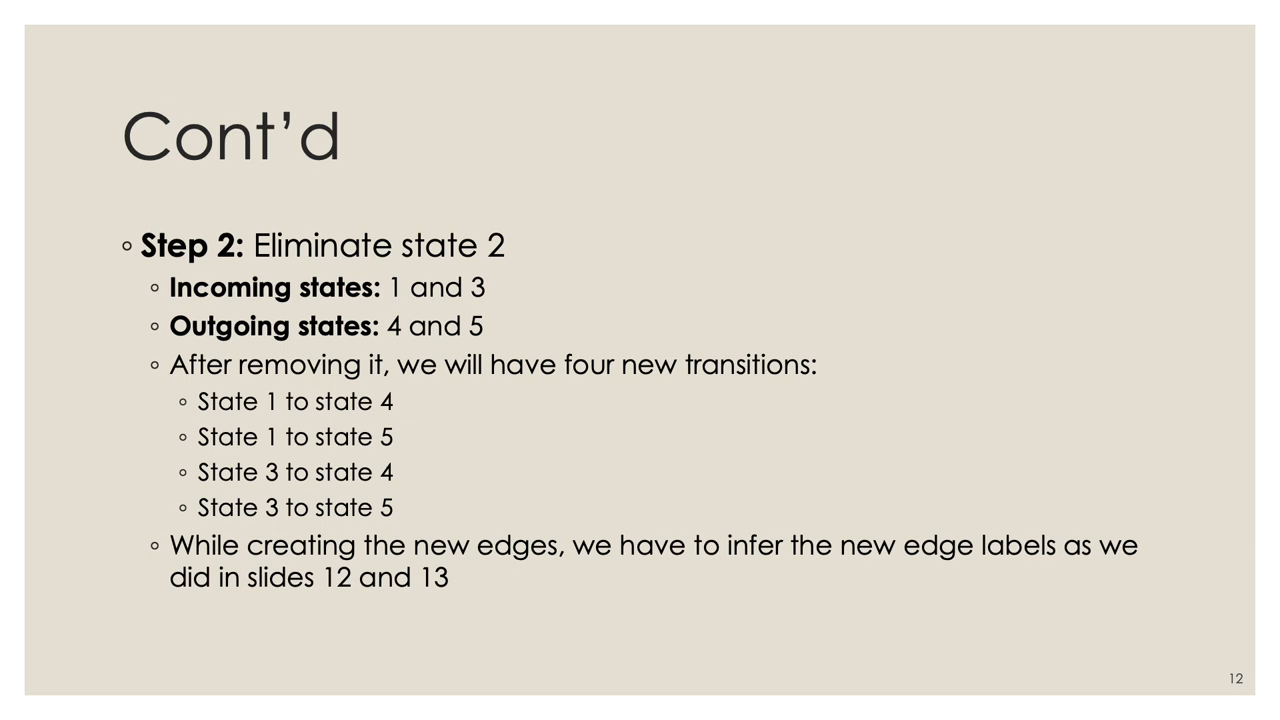 Cont’d
◦ Step 2: Eliminate state 2
◦ Incoming states: 1 and 3
◦ Outgoing states: 4 and 5
◦ After removing it, we will have four new transitions:
◦ State 1 to state 4
◦ State 1 to state 5
◦ State 3 to state 4
◦ State 3 to state 5
◦ While creating the new edges, we have to infer the new edge labels as we
did in slides 12 and 13
12